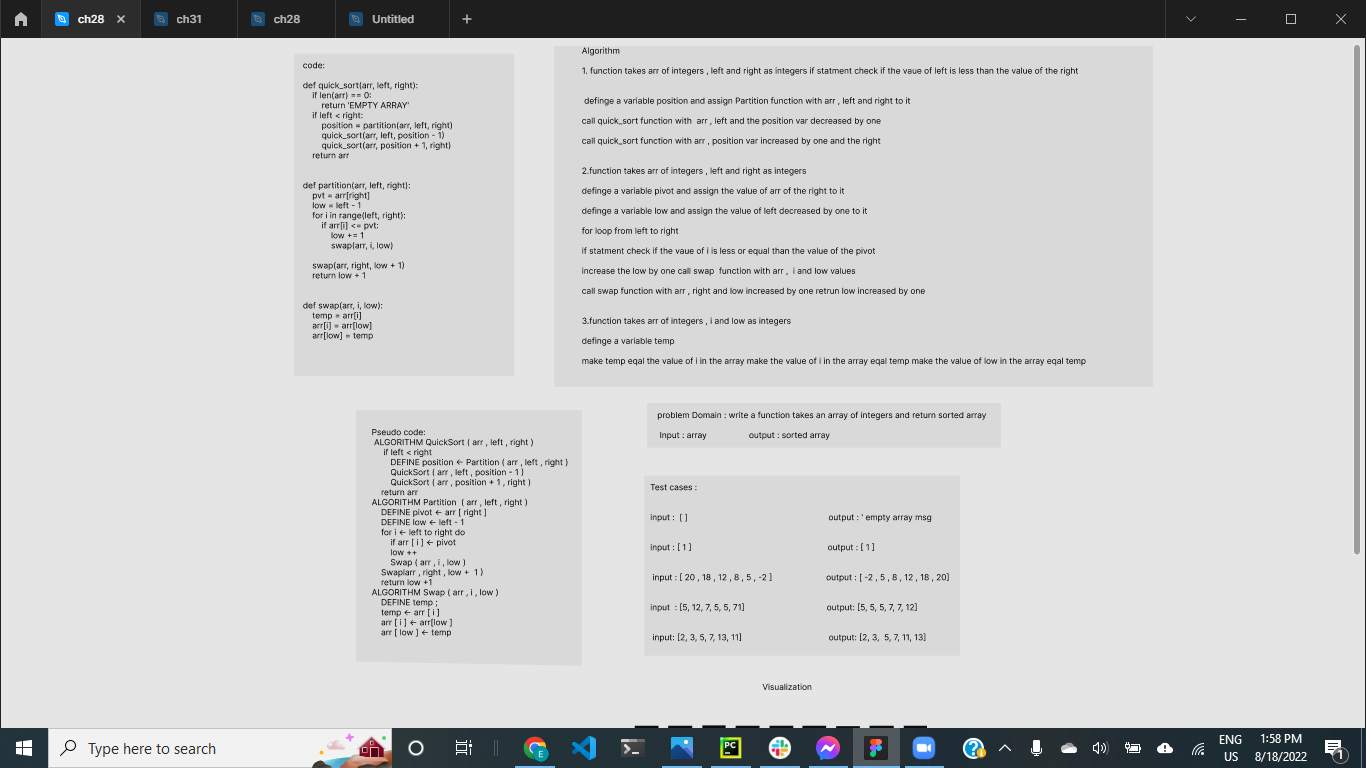 ch28
ch31
ch28
Untitled
code:
def quick_sort(arr, left, right):
if len(arr) == 0:
return 'EMPTY ARRAY'
if left < right:
position = partition(arr, left, right)
quick_sort(arr, left, position - 1)
quick_sort(arr, position + 1, right)
return arr
def partition(arr, left, right):
pvt = arr[right]
low = left - 1
for i in range(left, right):
if arr[i] <= pvt:
low += 1
swap(arr, i, low)
swap(arr, right, low + 1)
return low + 1
def swap(arr, i, low):
temp = arr[i]
arr[i] = arr[low]
arr[low] = temp
Algorithm
1. function takes arr of integers , left and right as integers if statment check if the vaue of left is less than the value of the right
definge a variable position and assign Partition function with arr , left and right to it
call quick_sort function with arr , left and the position var decreased by one
call quick_sort function with arr , position var increased by one and the right
2.function takes arr of integers , left and right as integers
definge a variable pivot and assign the value of arr of the right to it
definge a variable low and assign the value of left decreased by one to it
for loop from left to right
if statment check if the vaue of i is less or equal than the value of the pivot
increase the low by one call swap function with arr , i and low values
call swap function with arr , right and low increased by one retrun low increased by one
3.function takes arr of integers , i and low as integers
definge a variable temp
make temp eqal the value of i in the array make the value of i in the array eqal temp make the value of low in the array eqal temp
Pseudo code:
ALGORITHM QuickSort ( arr , left , right )
if left < right
DEFINE position ← Partition ( arr , left , right )
QuickSort ( arr , left , position - 1 )
QuickSort ( arr , position + 1 , right )
return arr
ALGORITHM Partition ( arr , left , right )
DEFINE pivot ← arr [ right ]
DEFINE low ← left - 1
for i ← left to right do
if arr [ i ] ← pivot
low ++
Swap ( arr , i , low )
Swaplarr , right , low + 1 )
return low +1
ALGORITHM Swap ( arr , i , low )
DEFINE temp ;
temp ← arr [ i ]
arr [ i ] ← arr[low ]
arr [ low ] ← temp
problem Domain : write a function takes an array of integers and return sorted array
Input : array output : sorted array
Test cases :
input : [ ] output : ' empty array msg
input : [ 1 ] output : [ 1 ]
input : [ 20 , 18 , 12 , 8 , 5 , -2 ] output : [ -2 , 5 , 8 , 12 , 18 , 20]
input : [5, 12, 7, 5, 5, 71] output: [5, 5, 5, 7, 7, 12]
input: [2, 3, 5, 7, 13, 11] output: [2, 3, 5, 7, 11, 13]
Visualization
Type here to search
PC
E
ENG
US
1:58 PM
8/18/2022
1